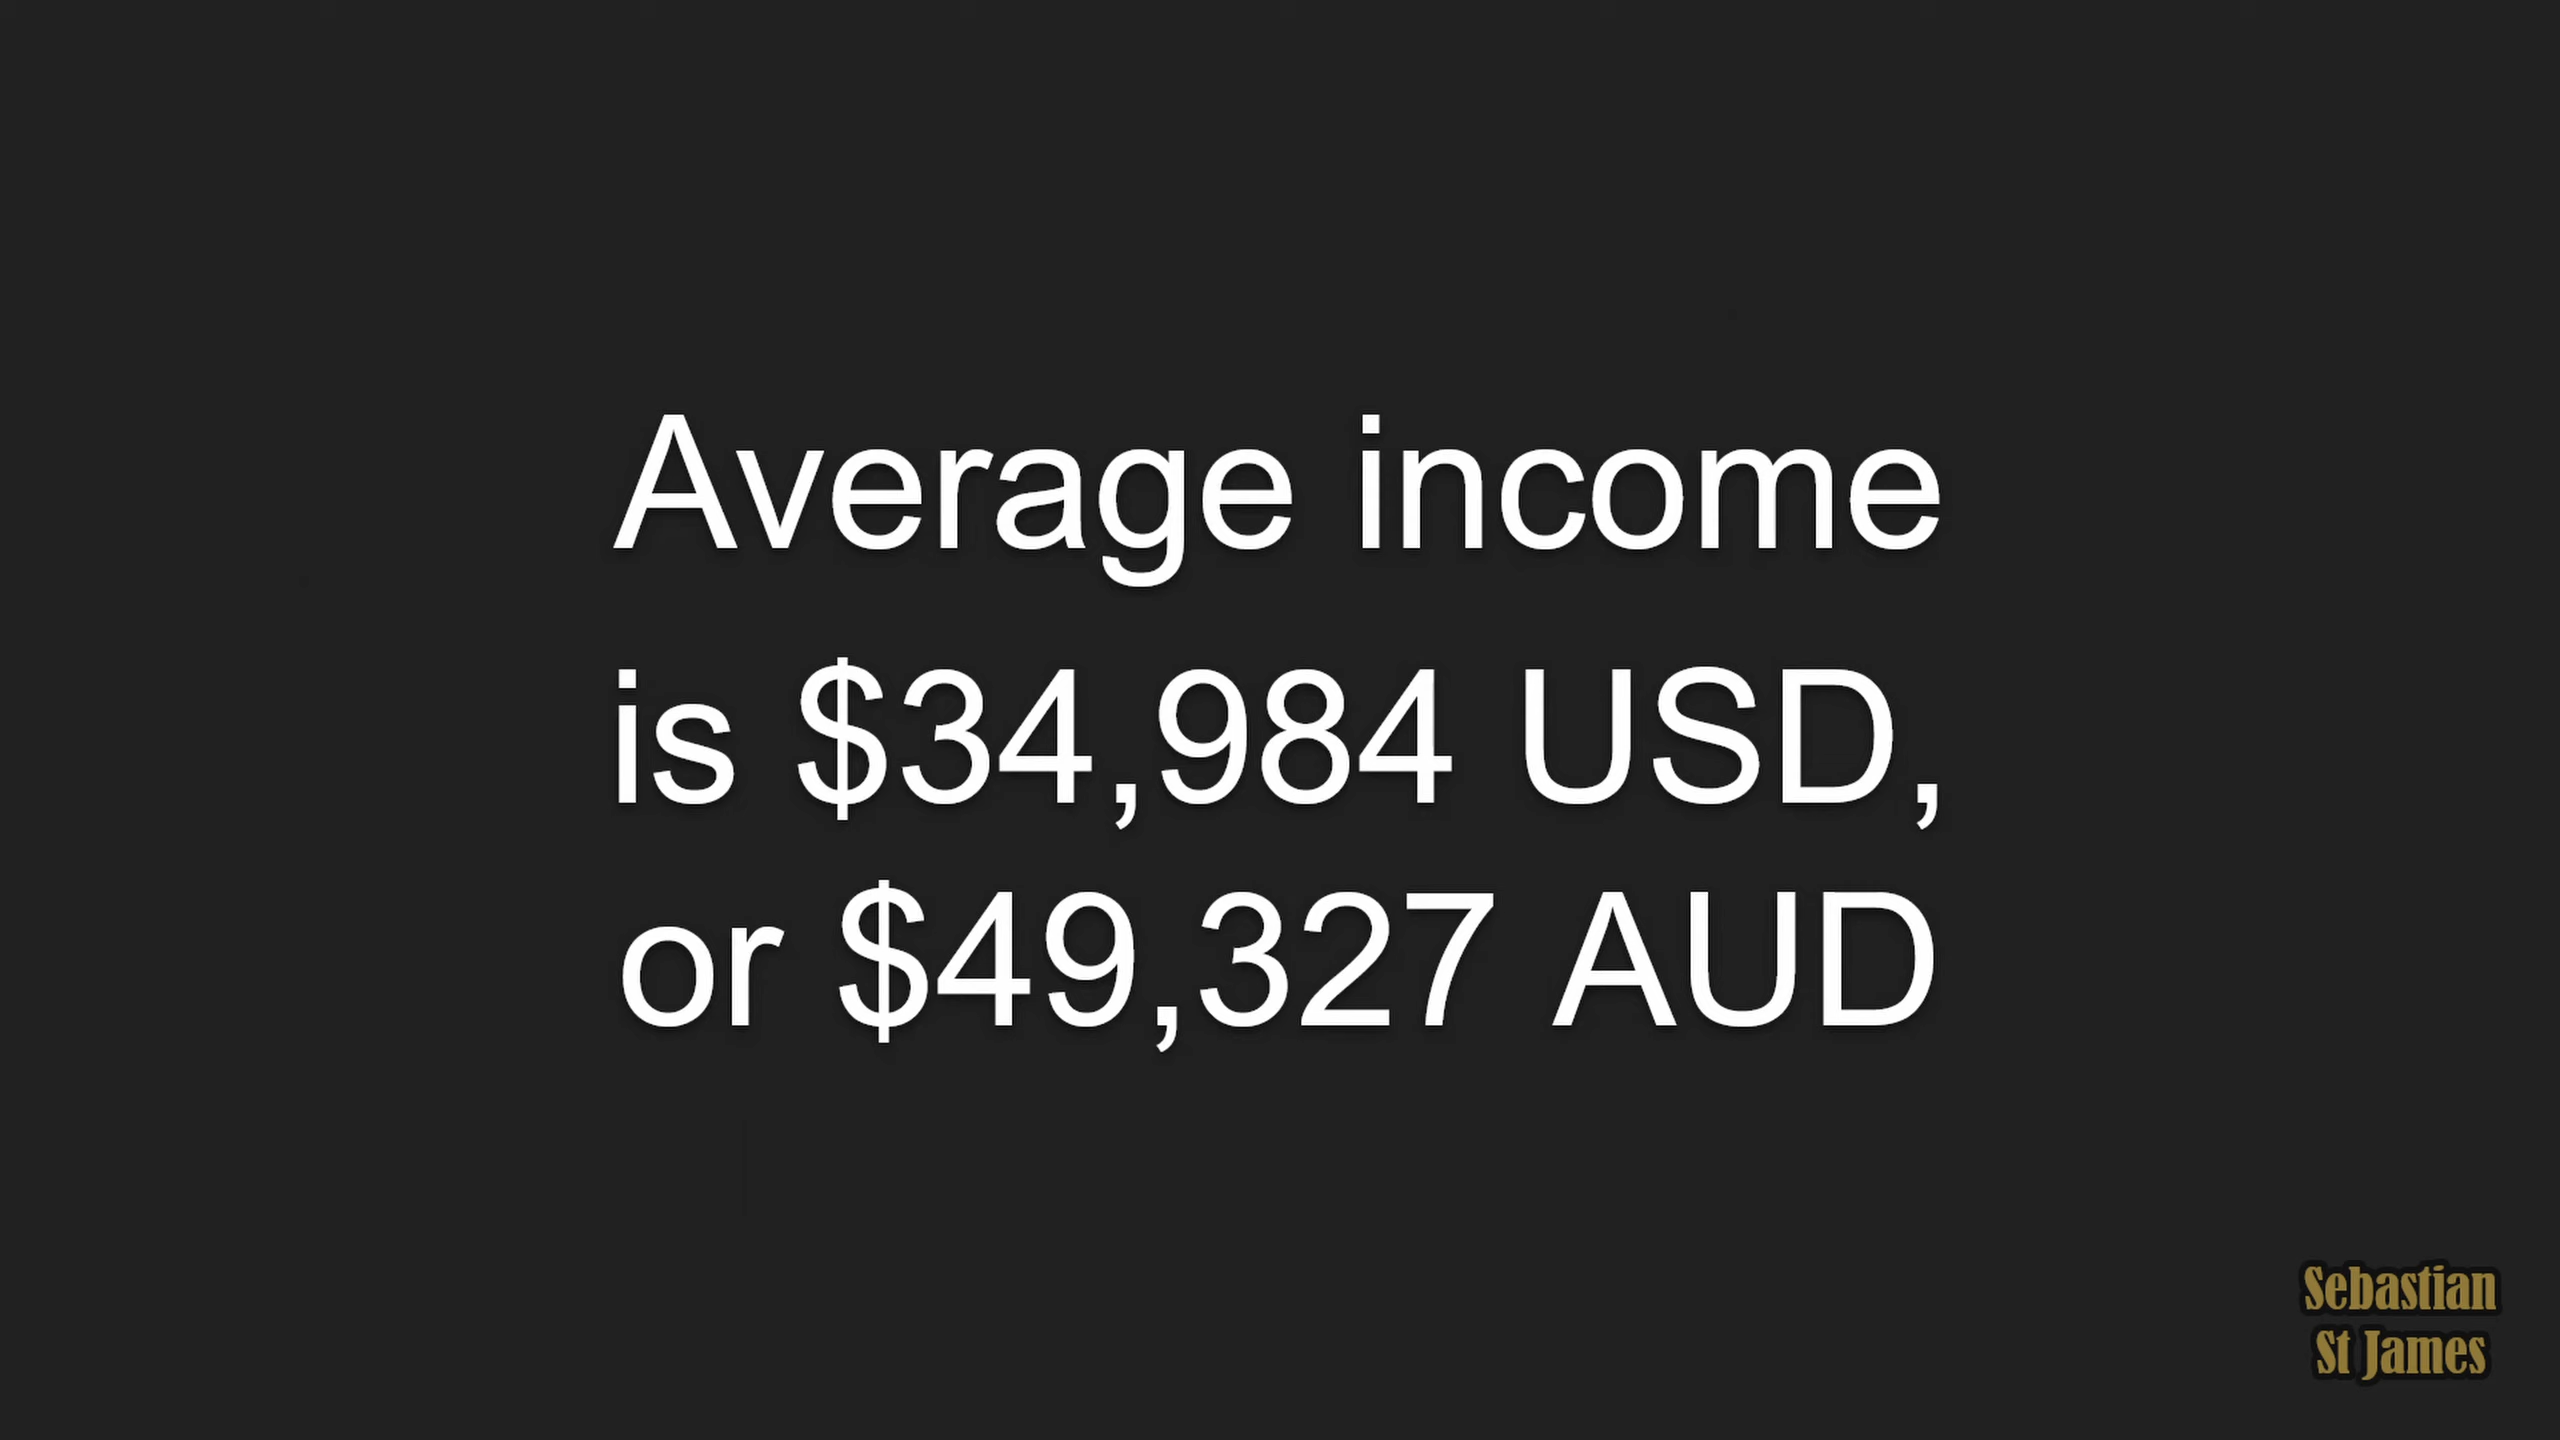 Average income
is $34,984 USD,
or $49,327 AUD
Sebastian
St James